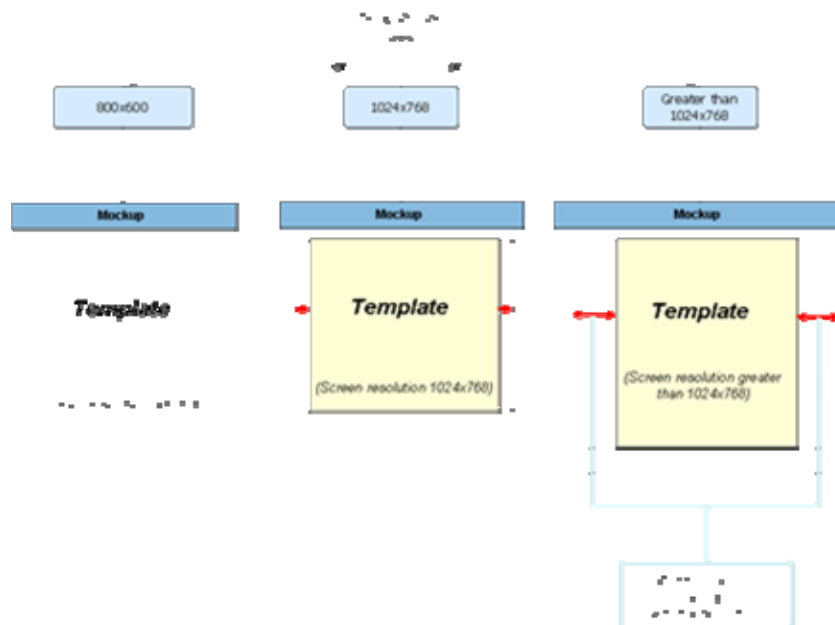 800x600
1024x768
Greater than
1024x768
Mockup
Mockup
Mockup
Template
Template
(Screen resolution 1024x768)
Template
(Screen resolution greater
than 1024x768)